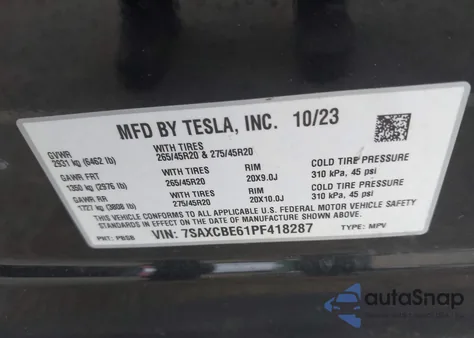 MFD BY TESLA, INC. 10/23
GVWR
2931 kg (6462 lb)
WITH TIRES
265/45R20 & 275/45R20
GAWR FRT
1350 kg (2976 lb)
WITH TIRES
265/45R20
RIM
20X9.0J
COLD TIRE PRESSURE
310 kPa, 45 psi
GAWR RR
1727 kg (3808 lb)
WITH TIRES
275/45R20
RIM
20X10.0J
COLD TIRE PRESSURE
310 kPa, 45 psi
THIS VEHICLE CONFORMS TO ALL APPLICABLE U.S. FEDERAL MOTOR VEHICLE SAFETY
STANDARDS IN EFFECT ON THE DATE OF MANUFACTURE SHOWN ABOVE.
PNT: PBSB VIN: 7SAXCBE61PF418287 TYPE: MPV
autoSnap